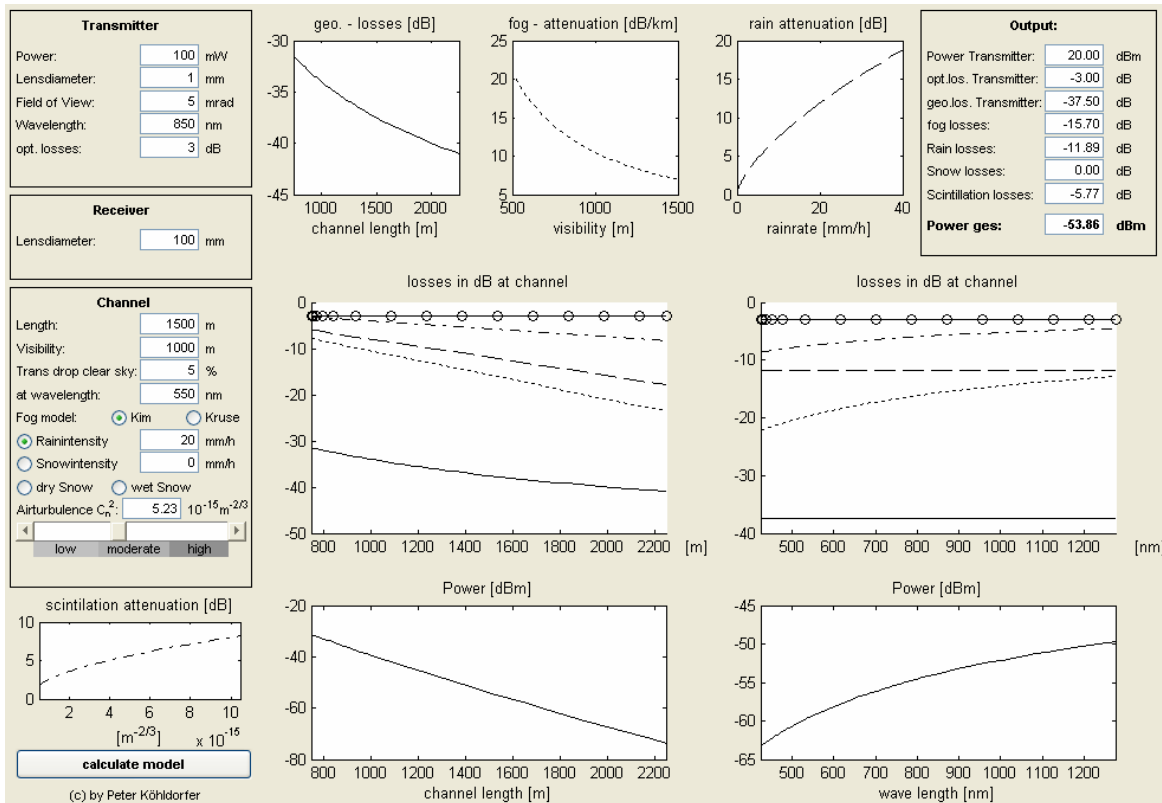 Transmitter
Power: 100 mW
Lensdiameter: 1 mm
Field of View: 5 mrad
Wavelength: 850 nm
opt. losses: 3 dB
Receiver
Lensdiameter: 100 mm
Channel
Length: 1500 m
Visibility: 1000 m
Trans drop clear sky: 5 %
at wavelength: 550 nm
Fog model: Kim Kruse
Rainintensity 20 mm/h
Snowintensity 0 mm/h
dry Snow wet Snow
Airturbulence Cn²: 5.23 10^-15 m^-2/3
low moderate high
scintilation attenuation [dB]
10
5
0
2 4 6 8 10
[m^-2/3] x 10^-15
calculate model
(c) by Peter Köhldorfer
geo. - losses [dB]
-30
-35
-40
-45
1000 1500 2000
channel length [m]
fog - attenuation [dB/km]
25
20
15
10
5
500 1000 1500
visibility [m]
rain attenuation [dB]
20
15
10
5
0
0 20 40
rainrate [mm/h]
Output:
Power Transmitter: 20.00 dBm
opt.los. Transmitter: -3.00 dB
geo.los. Transmitter: -37.50 dB
fog losses: -15.70 dB
Rain losses: -11.89 dB
Snow losses: 0.00 dB
Scintillation losses: -5.77 dB
Power ges: -53.86 dBm
losses in dB at channel
0
-10
-20
-30
-40
-50
800 1000 1200 1400 1600 1800 2000 2200 [m]
losses in dB at channel
0
-10
-20
-30
-40
500 600 700 800 900 1000 1100 1200 [nm]
Power [dBm]
-20
-40
-60
-80
800 1000 1200 1400 1600 1800 2000 2200
channel length [m]
Power [dBm]
-45
-50
-55
-60
-65
500 600 700 800 900 1000 1100 1200
wave length [nm]